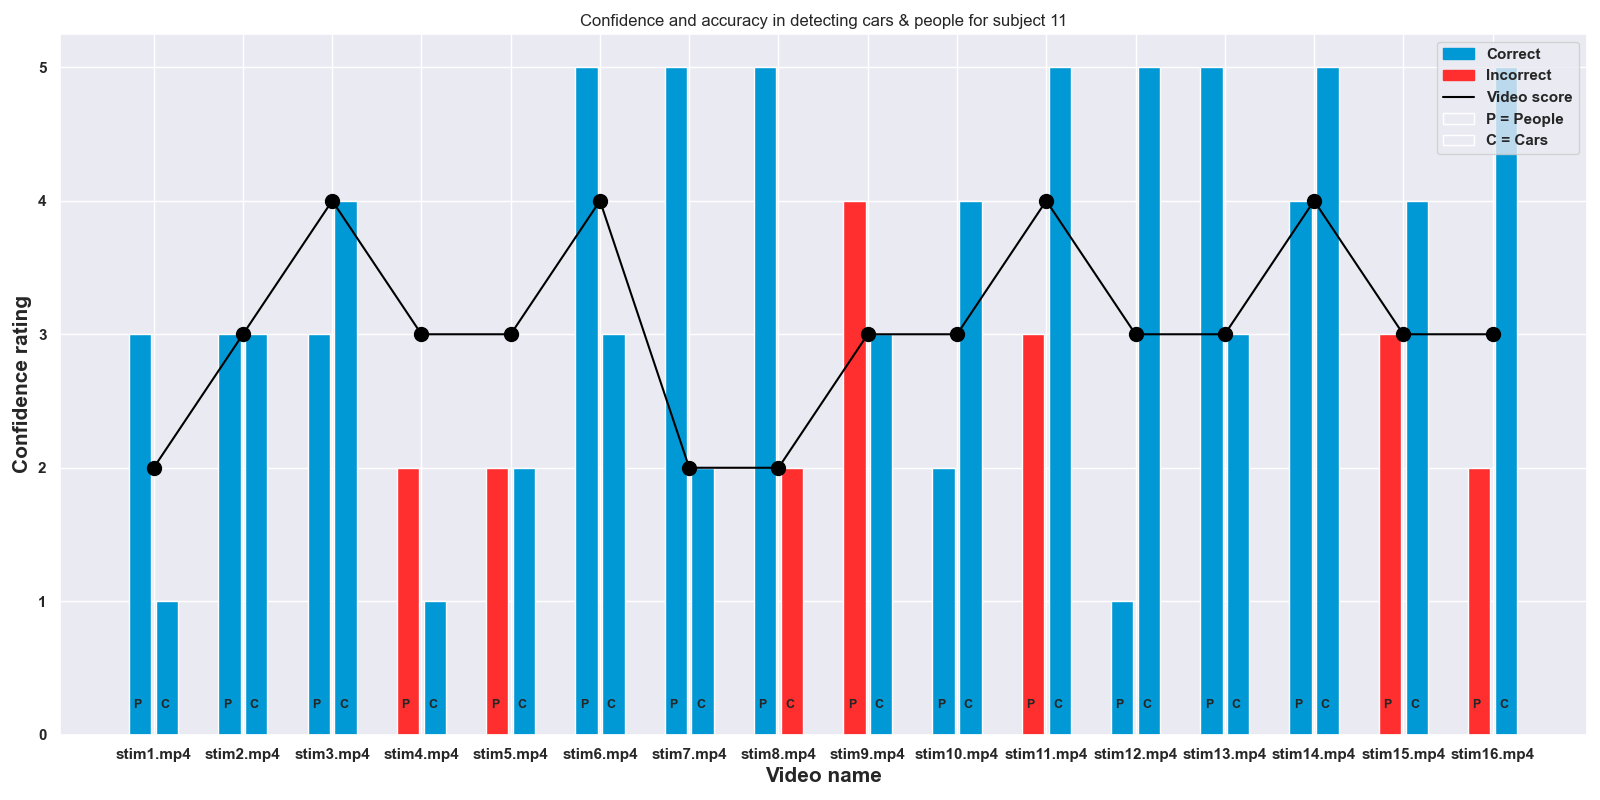 Confidence and accuracy in detecting cars & people for subject 11
Correct
Incorrect
Video score
P = People
C = Cars
Confidence rating
5
4
3
2
1
0
P C P C P C P C P C P C P C P C P C P C P C P C P C P C P C P C
stim1.mp4 stim2.mp4 stim3.mp4 stim4.mp4 stim5.mp4 stim6.mp4 stim7.mp4 stim8.mp4 stim9.mp4 stim10.mp4 stim11.mp4 stim12.mp4 stim13.mp4 stim14.mp4 stim15.mp4 stim16.mp4
Video name